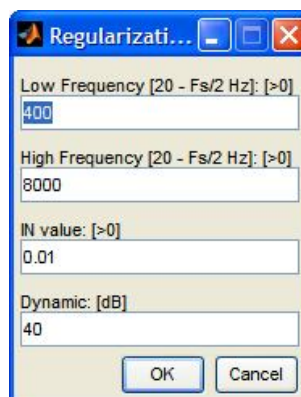 Regularizati...
Low Frequency [20 - Fs/2 Hz]: [>0]
400
High Frequency [20 - Fs/2 Hz]: [>0]
8000
IN value: [>0]
0.01
Dynamic: [dB]
40
OK Cancel